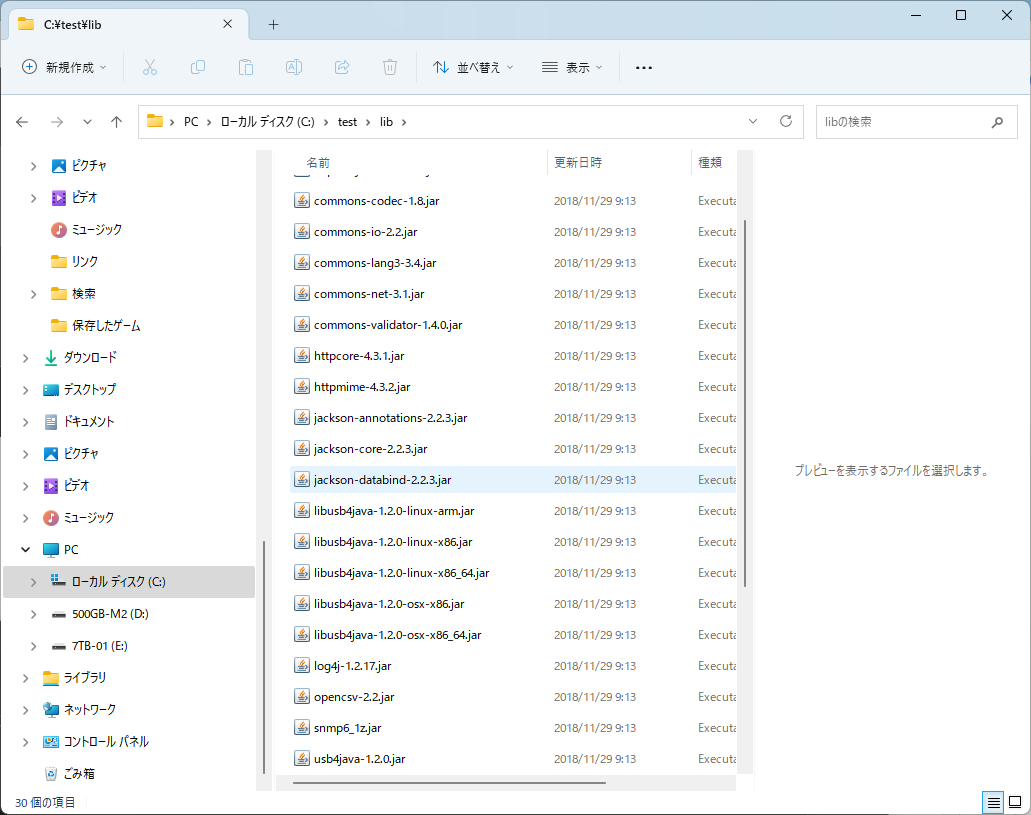 C:¥test¥lib
新規作成
並べ替え
表示
PC
ローカル ディスク (C:)
test
lib
libの検索
ピクチャ
ビデオ
ミュージック
リンク
検索
保存したゲーム
ダウンロード
デスクトップ
ドキュメント
ピクチャ
ビデオ
ミュージック
PC
ローカル ディスク (C:)
500GB-M2 (D:)
7TB-01 (E:)
ライブラリ
ネットワーク
コントロール パネル
ごみ箱
名前 更新日時 種類
commons-codec-1.8.jar 2018/11/29 9:13 Executa
commons-io-2.2.jar 2018/11/29 9:13 Executa
commons-lang3-3.4.jar 2018/11/29 9:13 Executa
commons-net-3.1.jar 2018/11/29 9:13 Executa
commons-validator-1.4.0.jar 2018/11/29 9:13 Executa
httpcore-4.3.1.jar 2018/11/29 9:13 Executa
httpmime-4.3.2.jar 2018/11/29 9:13 Executa
jackson-annotations-2.2.3.jar 2018/11/29 9:13 Executa
jackson-core-2.2.3.jar 2018/11/29 9:13 Executa
jackson-databind-2.2.3.jar 2018/11/29 9:13 Executa
libusb4java-1.2.0-linux-arm.jar 2018/11/29 9:13 Executa
libusb4java-1.2.0-linux-x86.jar 2018/11/29 9:13 Executa
libusb4java-1.2.0-linux-x86_64.jar 2018/11/29 9:13 Executa
libusb4java-1.2.0-osx-x86.jar 2018/11/29 9:13 Executa
libusb4java-1.2.0-osx-x86_64.jar 2018/11/29 9:13 Executa
log4j-1.2.17.jar 2018/11/29 9:13 Executa
opencsv-2.2.jar 2018/11/29 9:13 Executa
snmp6_1z.jar 2018/11/29 9:13 Executa
usb4java-1.2.0.jar 2018/11/29 9:13 Executa
プレビューを表示するファイルを選択します。
30 個の項目